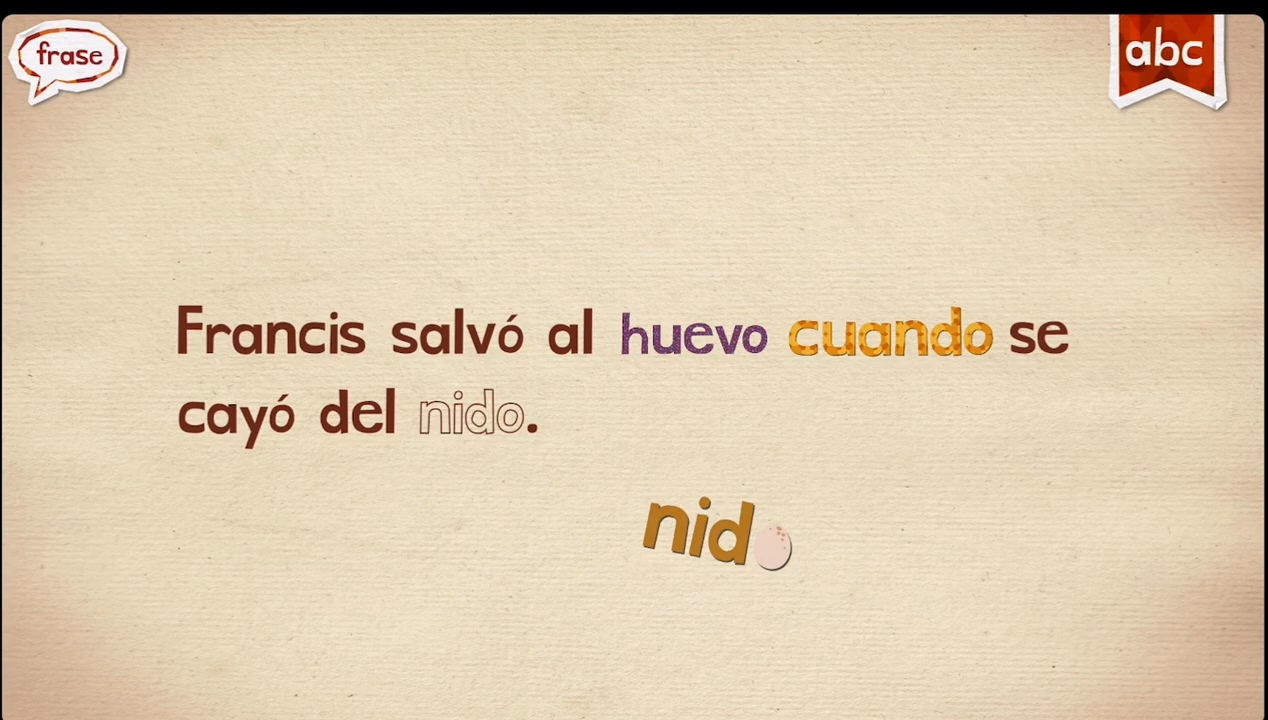 frase
abc
Francis salvó al huevo cuando se
cayó del nido.
nid